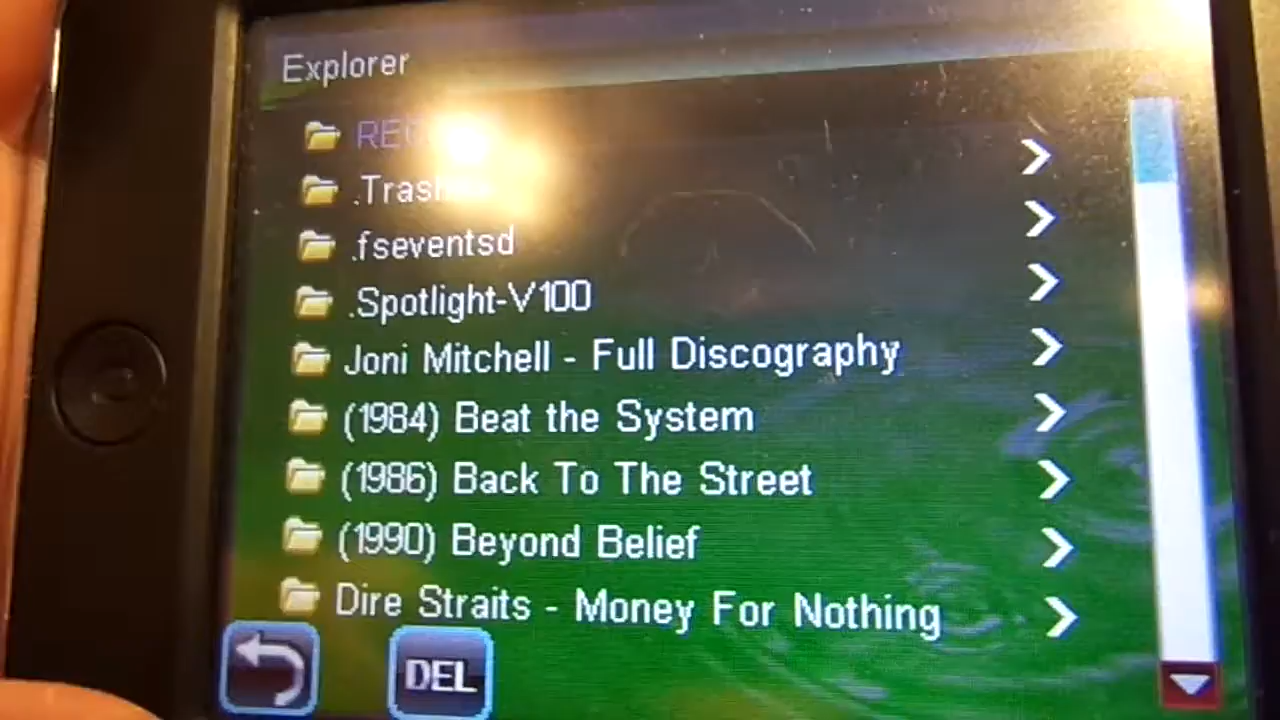 Explorer
.fseventsd
.Spotlight-V100
Joni Mitchell - Full Discography
(1984) Beat the System
(1986) Back To The Street
(1990) Beyond Belief
Dire Straits - Money For Nothing
DEL